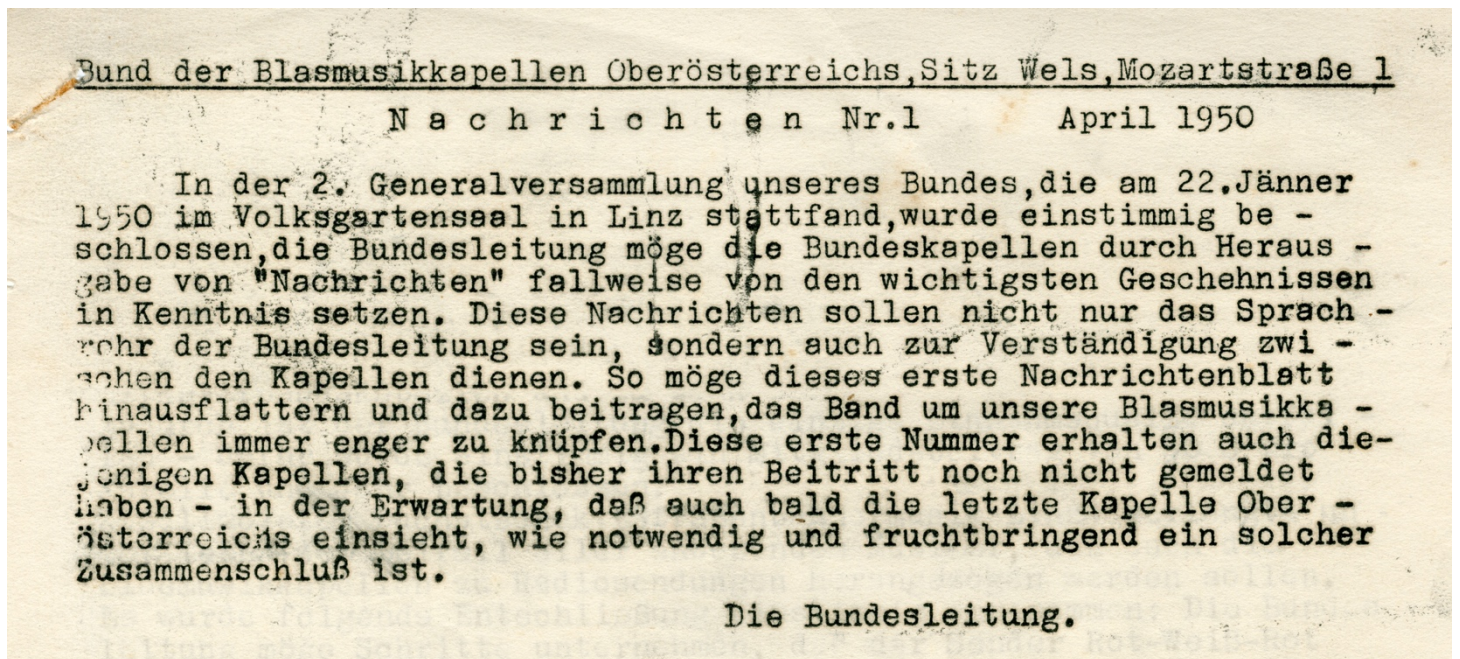 Bund der Blasmusikkapellen Oberösterreichs,Sitz Wels,Mozartstraße 1
N a c h r i c h t e n Nr.1 April 1950
In der 2. Generalversammlung unseres Bundes,die am 22.Jänner
1950 im Volksgartensaal in Linz stattfand,wurde einstimmig be -
schlossen,die Bundesleitung möge die Bundeskapellen durch Heraus -
gabe von "Nachrichten" fallweise von den wichtigsten Geschehnissen
in Kenntnis setzen. Diese Nachrichten sollen nicht nur das Sprach -
rohr der Bundesleitung sein, sondern auch zur Verständigung zwi -
schen den Kapellen dienen. So möge dieses erste Nachrichtenblatt
hinausflattern und dazu beitragen,das Band um unsere Blasmusikka -
pellen immer enger zu knüpfen.Diese erste Nummer erhalten auch die-
jenigen Kapellen, die bisher ihren Beitritt noch nicht gemeldet
haben - in der Erwartung, daß auch bald die letzte Kapelle Ober -
österreichs einsieht, wie notwendig und fruchtbringend ein solcher
Zusammenschluß ist.
Die Bundesleitung.